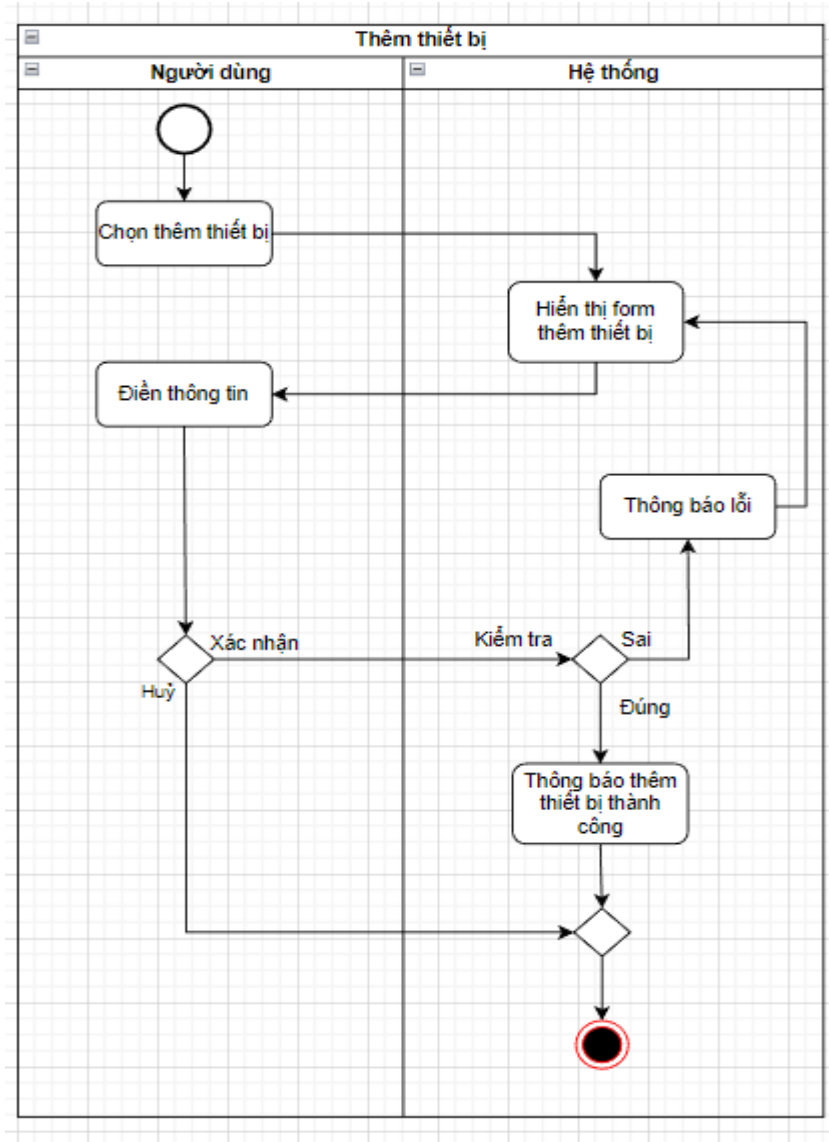 Thêm thiết bị
Người dùng
Hệ thống
Chọn thêm thiết bị
Hiển thị form
thêm thiết bị
Điền thông tin
Thông báo lỗi
Xác nhận
Kiểm tra
Sai
Huỷ
Đúng
Thông báo thêm
thiết bị thành
công